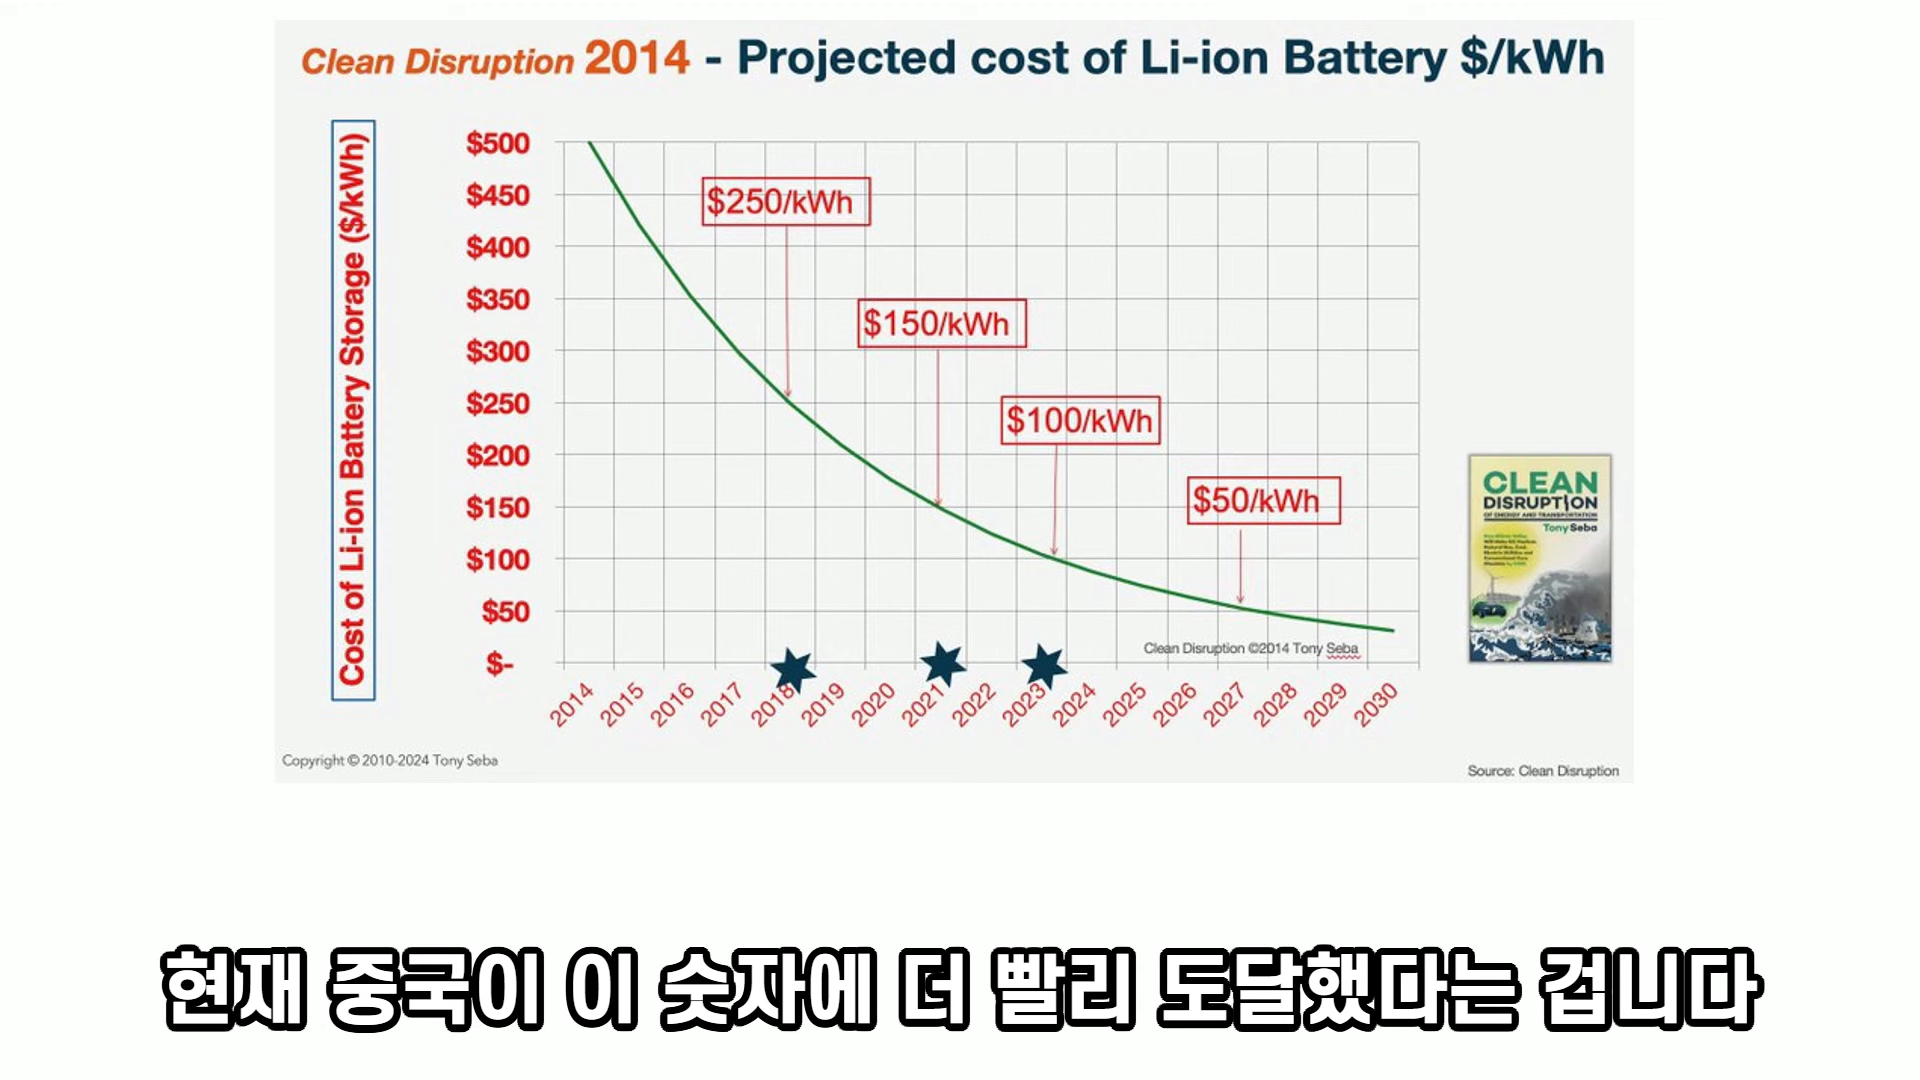 Clean Disruption 2014 - Projected cost of Li-ion Battery $/kWh
Cost of Li-ion Battery Storage ($/kWh)
$500
$450
$400
$350
$300
$250
$200
$150
$100
$50
$-
$250/kWh
$150/kWh
$100/kWh
$50/kWh
Clean Disruption ©2014 Tony Seba
2014
2015
2016
2017
2018
2019
2020
2021
2022
2023
2024
2025
2026
2027
2028
2029
2030
CLEAN
DISRUPTION
OF ENERGY AND TRANSPORTATION
Tony Seba
Copyright © 2010-2024 Tony Seba
Source: Clean Disruption
현재 중국이 이 숫자에 더 빨리 도달했다는 겁니다